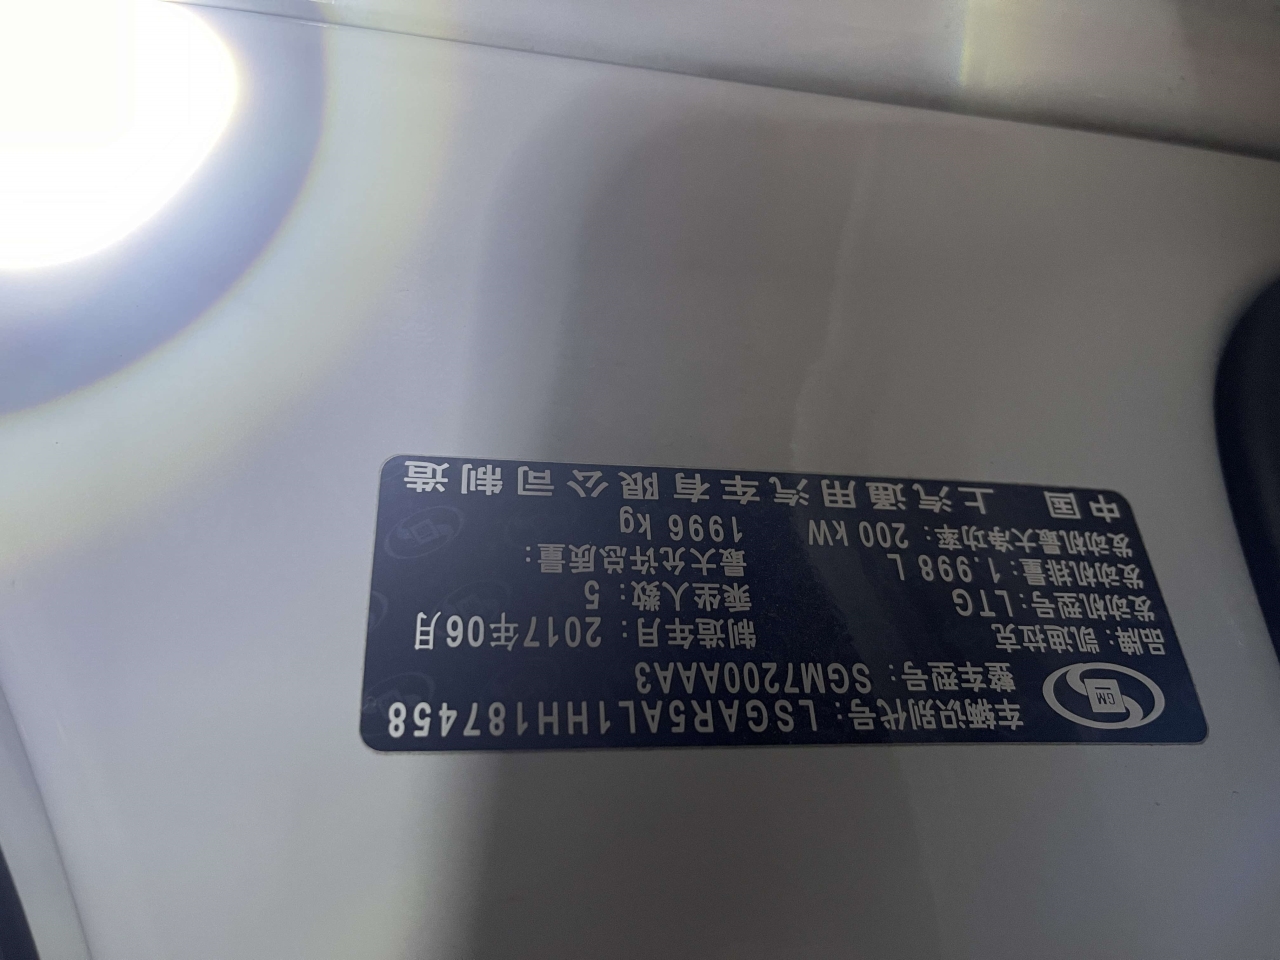 车辆识别代号：LSGAR5AL1HH187458
整车型号：SGM7200AAA3
GM
品牌：凯迪拉克 制造年月：2017年06月
发动机型号：LTG 乘坐人数：5
发动机排量：1.998 L 最大允许总质量：
发动机最大净功率：200 kW 1996 kg
中国 上汽通用汽车有限公司制造